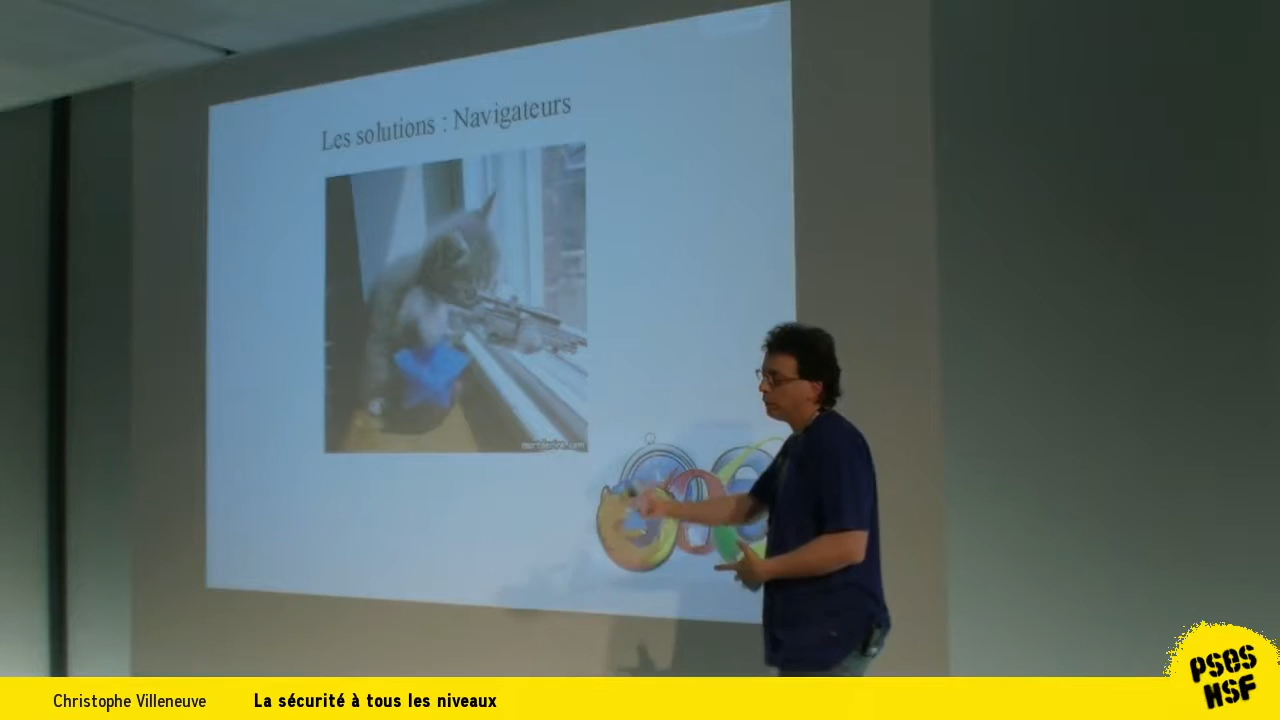 Les solutions : Navigateurs
Christophe Villeneuve
La sécurité à tous les niveaux
PSES
HSF